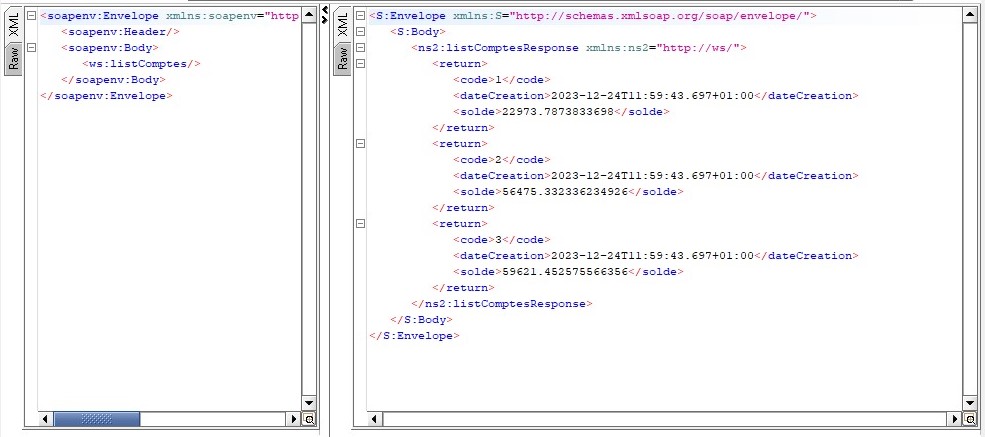 XML
Raw
<soapenv:Envelope xmlns:soapenv="http
<soapenv:Header/>
<soapenv:Body>
<ws:listComptes/>
</soapenv:Body>
</soapenv:Envelope>
XML
Raw
<S:Envelope xmlns:S="http://schemas.xmlsoap.org/soap/envelope/">
<S:Body>
<ns2:listComptesResponse xmlns:ns2="http://ws/">
<return>
<code>1</code>
<dateCreation>2023-12-24T11:59:43.697+01:00</dateCreation>
<solde>22973.7873833698</solde>
</return>
<return>
<code>2</code>
<dateCreation>2023-12-24T11:59:43.697+01:00</dateCreation>
<solde>56475.332336234926</solde>
</return>
<return>
<code>3</code>
<dateCreation>2023-12-24T11:59:43.697+01:00</dateCreation>
<solde>59621.452575566356</solde>
</return>
</ns2:listComptesResponse>
</S:Body>
</S:Envelope>